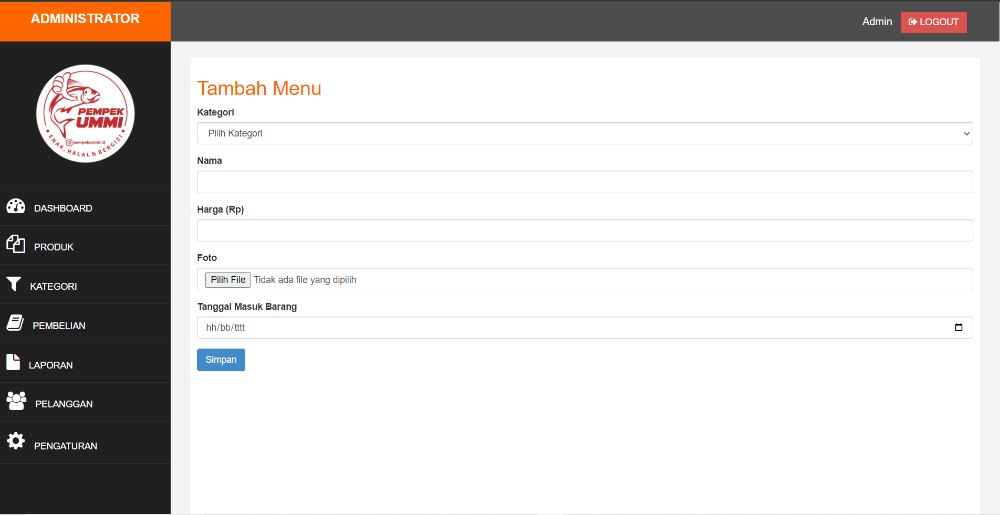 ADMINISTRATOR
Admin
LOGOUT
PEMPEK
UMMI
pempekummi.id
• ENAK, HALAL & BERGIZI •
DASHBOARD
PRODUK
KATEGORI
PEMBELIAN
LAPORAN
PELANGGAN
PENGATURAN
Tambah Menu
Kategori
Pilih Kategori
Nama
Harga (Rp)
Foto
Pilih File Tidak ada file yang dipilih
Tanggal Masuk Barang
hh/bb/tttt
Simpan